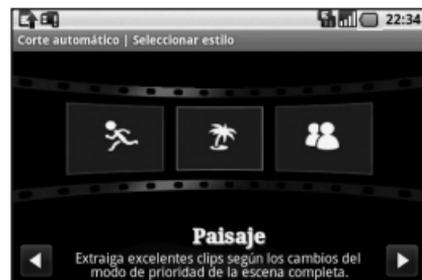 22:34
Corte automático | Seleccionar estilo
Paisaje
Extraiga excelentes clips según los cambios del
modo de prioridad de la escena completa.